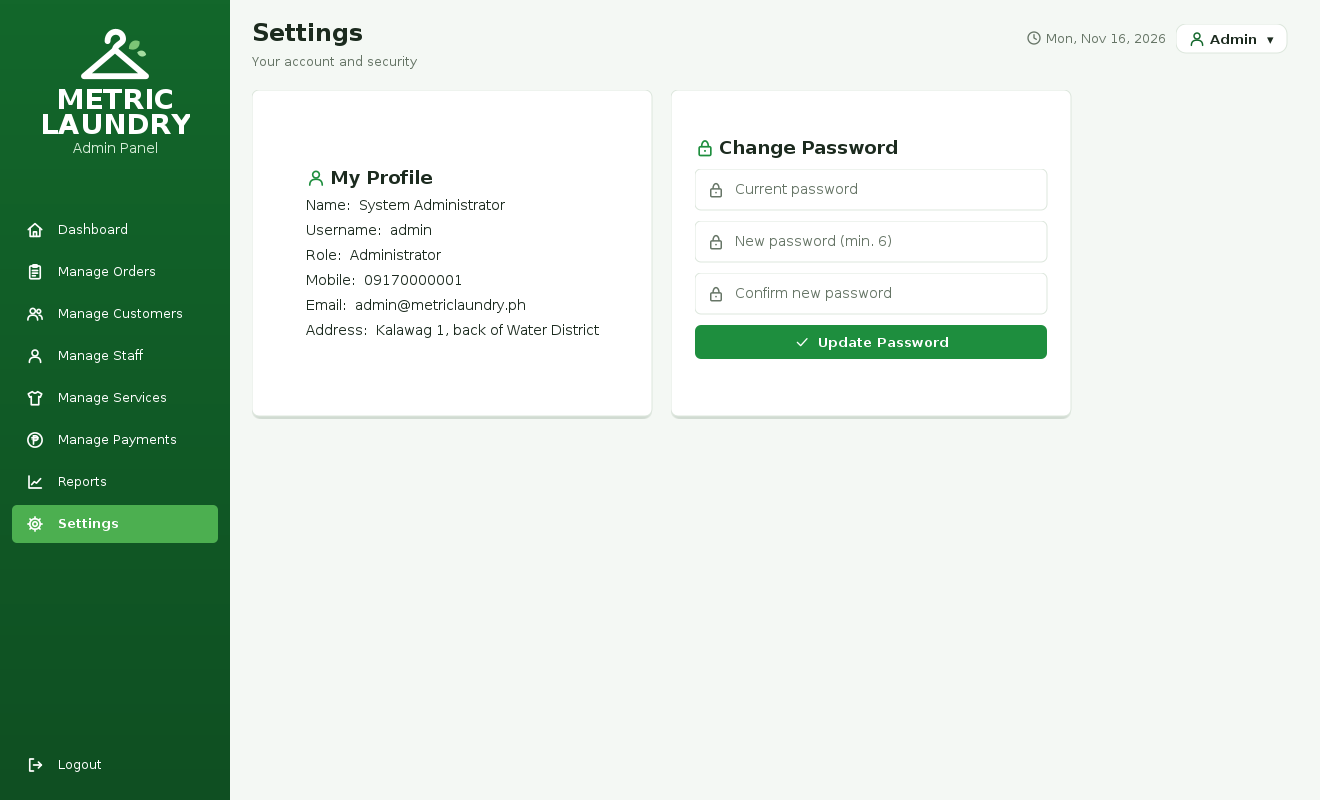 METRIC
LAUNDRY
Admin Panel
Dashboard
Manage Orders
Manage Customers
Manage Staff
Manage Services
Manage Payments
Reports
Settings
Logout
Settings
Your account and security
Mon, Nov 16, 2026
Admin ▾
My Profile
Name: System Administrator
Username: admin
Role: Administrator
Mobile: 09170000001
Email: admin@metriclaundry.ph
Address: Kalawag 1, back of Water District
Change Password
Current password
New password (min. 6)
Confirm new password
Update Password